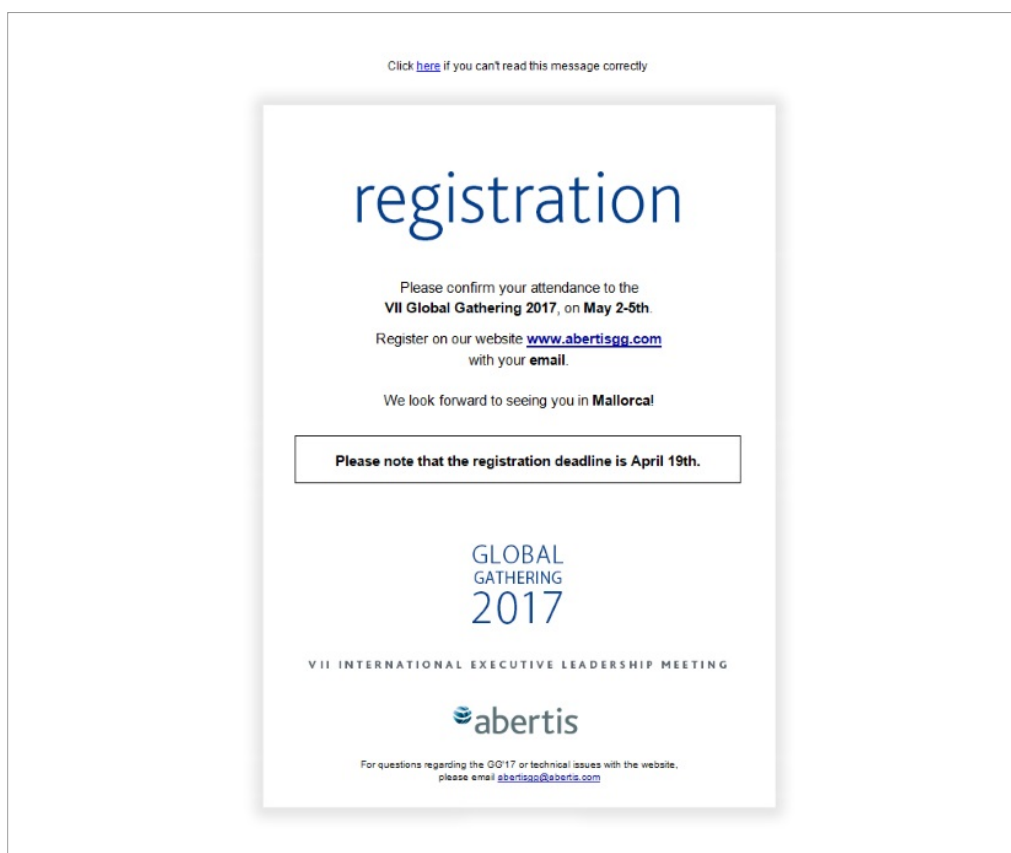 Click here if you can't read this message correctly
registration
Please confirm your attendance to the
VII Global Gathering 2017, on May 2-5th.
Register on our website www.abertisgg.com
with your email.
We look forward to seeing you in Mallorca!
Please note that the registration deadline is April 19th.
GLOBAL
GATHERING
2017
VII INTERNATIONAL EXECUTIVE LEADERSHIP MEETING
abertis
For questions regarding the GG'17 or technical issues with the website,
please email abertisgg@abertis.com